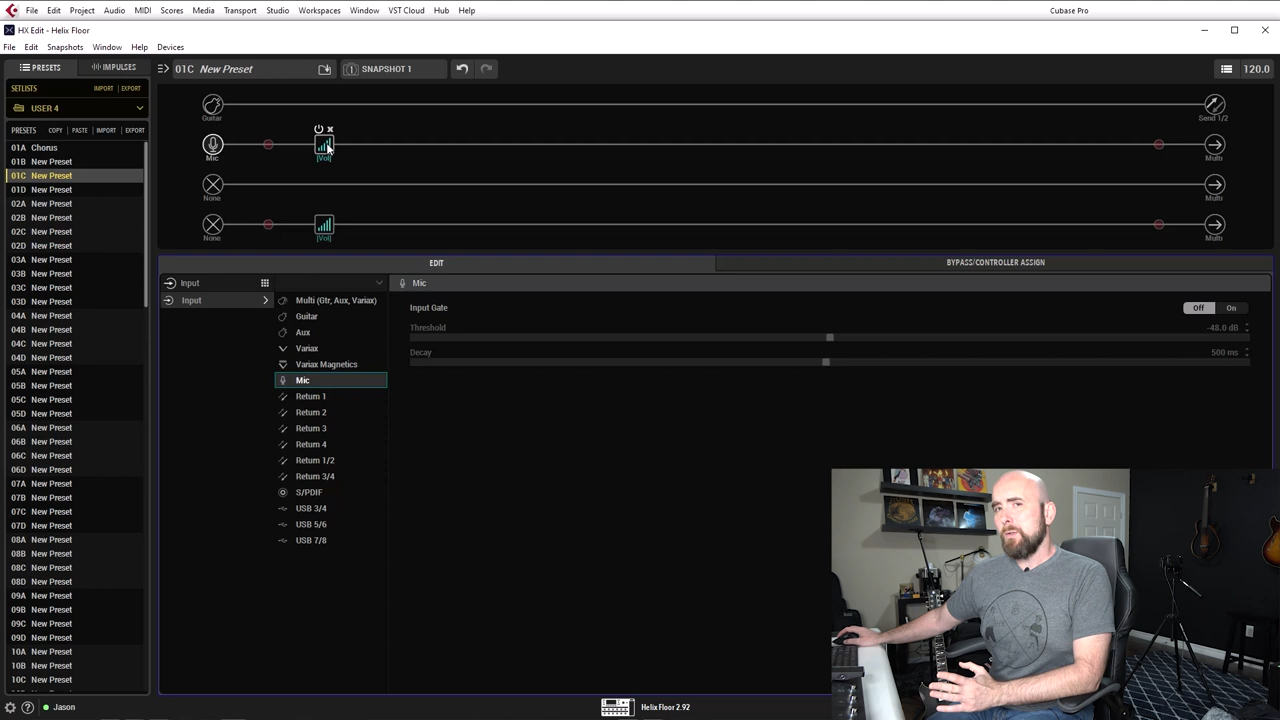 File Edit Project Audio MIDI Scores Media Transport Studio Workspaces Window VST Cloud Hub Help Cubase Pro
HX Edit - Helix Floor
File Edit Snapshots Window Help Devices
PRESETS IMPULSES
01C New Preset
1 SNAPSHOT 1
120.0
SETLISTS IMPORT EXPORT
USER 4
PRESETS COPY PASTE IMPORT EXPORT
01A Chorus
01B New Preset
01C New Preset
01D New Preset
02A New Preset
02B New Preset
02C New Preset
02D New Preset
03A New Preset
03B New Preset
03C New Preset
03D New Preset
04A New Preset
04B New Preset
04C New Preset
04D New Preset
05A New Preset
05B New Preset
05C New Preset
05D New Preset
06A New Preset
06B New Preset
06C New Preset
06D New Preset
07A New Preset
07B New Preset
07C New Preset
07D New Preset
08A New Preset
08B New Preset
08C New Preset
08D New Preset
09A New Preset
09B New Preset
09C New Preset
09D New Preset
10A New Preset
10B New Preset
10C New Preset
Guitar Send 1/2
Mic [Vol] Multi
None Multi
None [Vol] Multi
EDIT BYPASS/CONTROLLER ASSIGN
Input
Input
Multi (Gtr, Aux, Variax)
Guitar
Aux
Variax
Variax Magnetics
Mic
Return 1
Return 2
Return 3
Return 4
Return 1/2
Return 3/4
S/PDIF
USB 3/4
USB 5/6
USB 7/8
Mic
Input Gate Off On
Threshold -48.0 dB
Decay 500 ms
Jason
Helix Floor 2.92